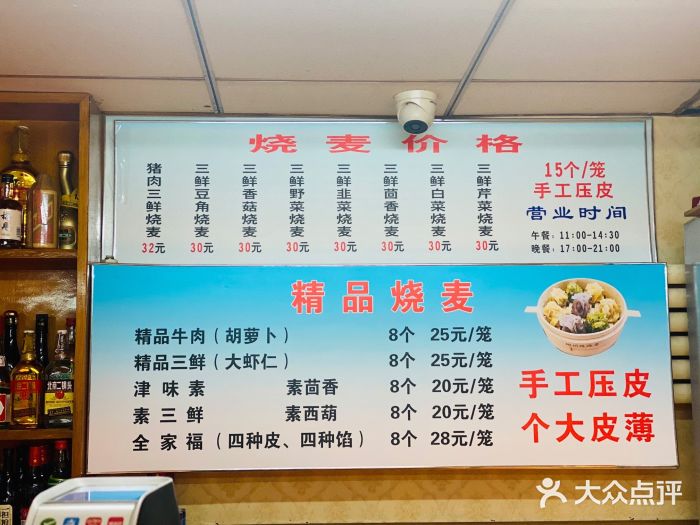 烧麦价格
猪肉三鲜烧麦 32元
三鲜豆角烧麦 30元
三鲜香菇烧麦 30元
三鲜野菜烧麦 30元
三鲜韭菜烧麦 30元
三鲜茴香烧麦 30元
三鲜白菜烧麦 30元
三鲜芹菜烧麦 30元
15个/笼
手工压皮
营业时间
午餐：11:00-14:30
晚餐：17:00-21:00
精品烧麦
精品牛肉（胡萝卜） 8个 25元/笼
精品三鲜（大虾仁） 8个 25元/笼
津味素 素茴香 8个 20元/笼
素三鲜 素西葫 8个 20元/笼
全家福（四种皮、四种馅） 8个 28元/笼
手工压皮
个大皮薄
大众点评